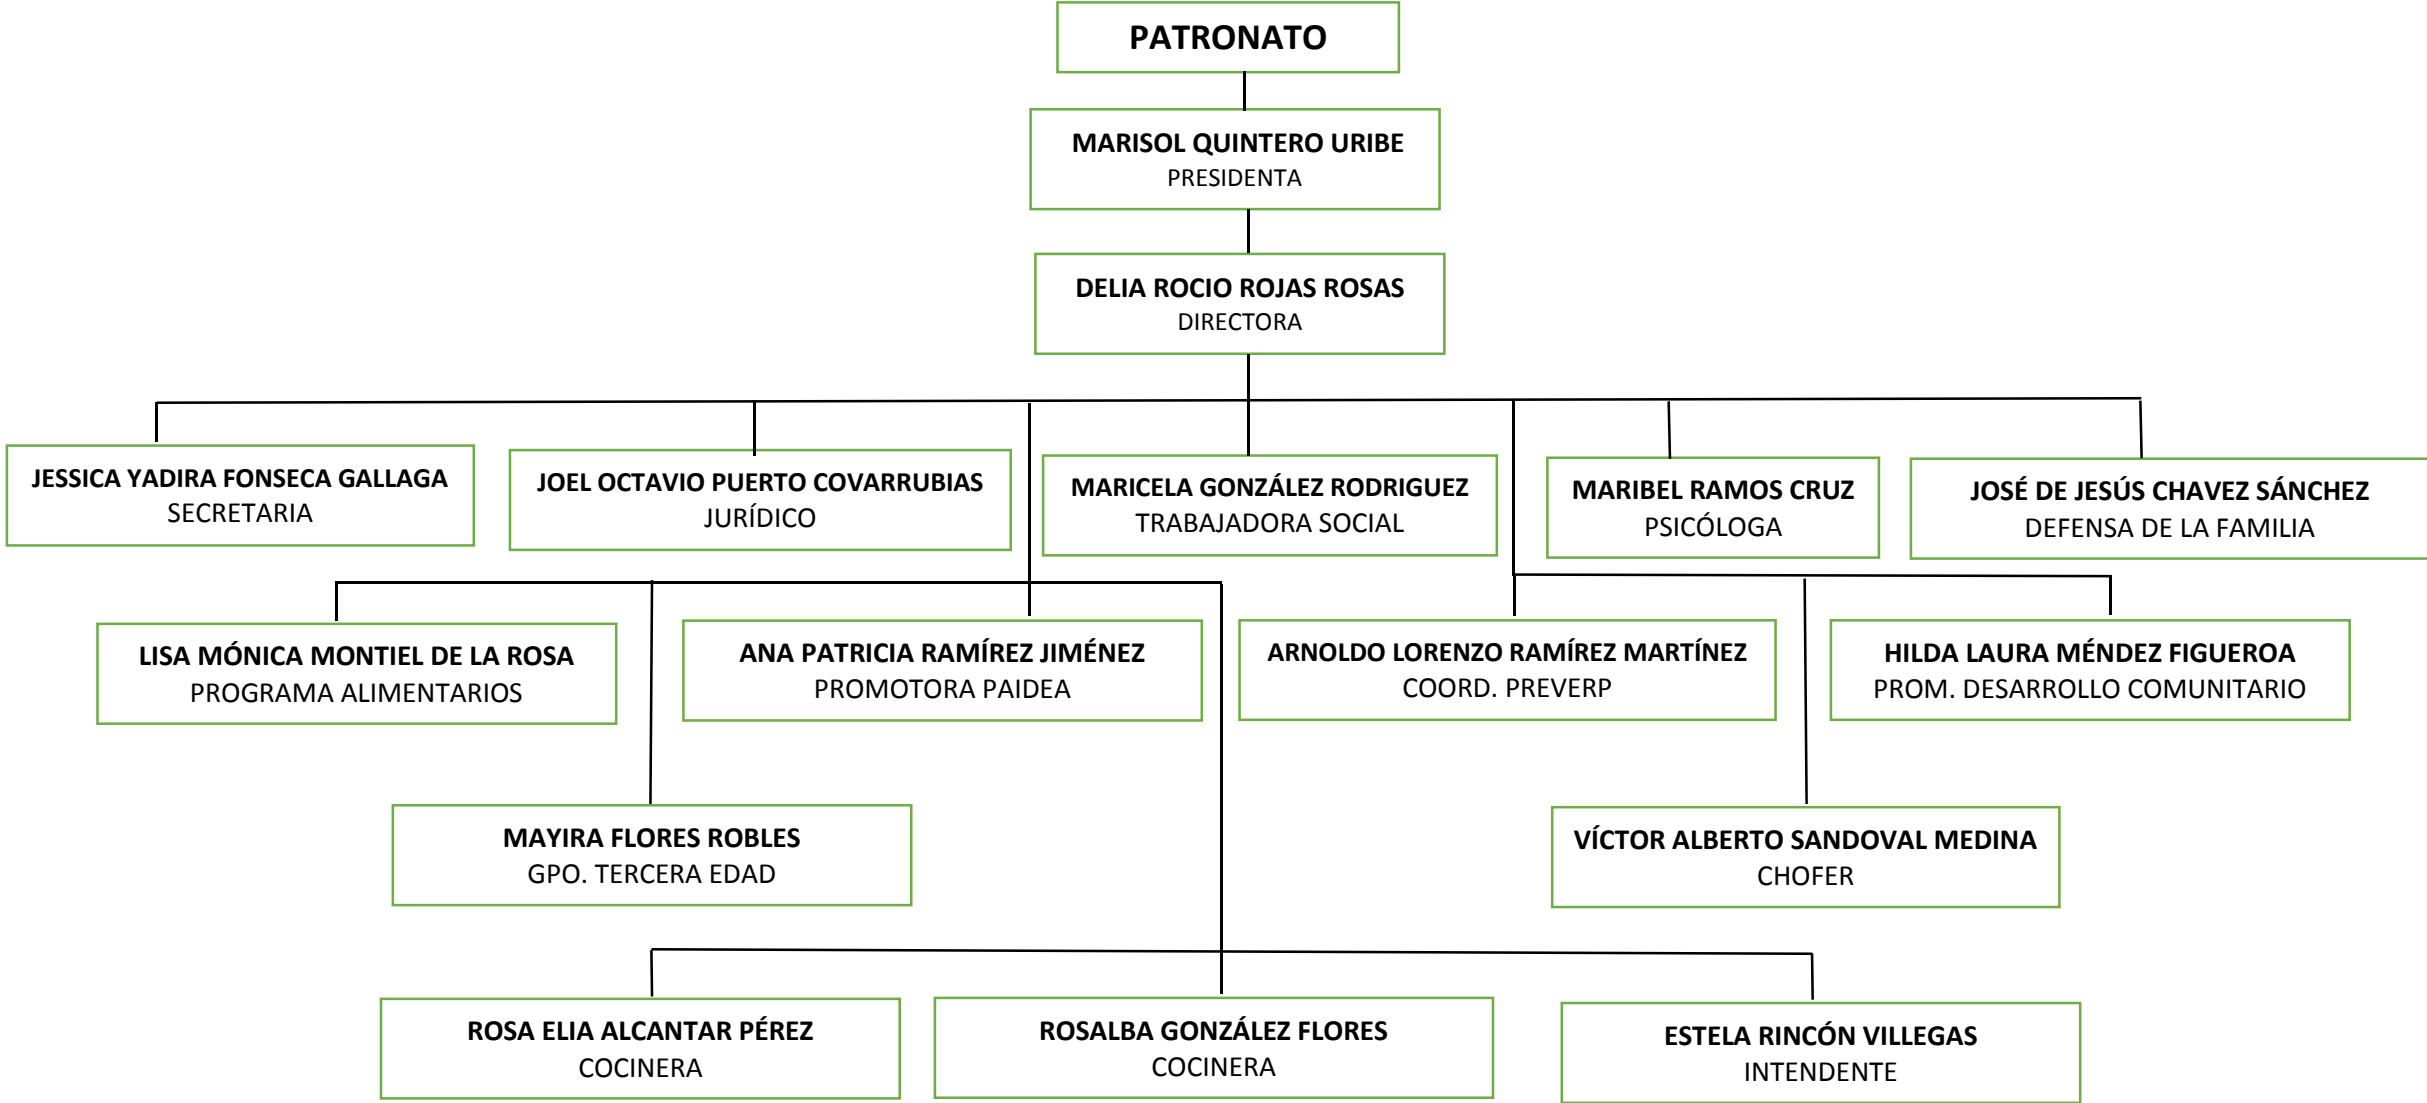 PATRONATO
MARISOL QUINTERO URIBE
PRESIDENTA
DELIA ROCIO ROJAS ROSAS
DIRECTORA
JESSICA YADIRA FONSECA GALLAGA
SECRETARIA
JOEL OCTAVIO PUERTO COVARRUBIAS
JURÍDICO
MARICELA GONZÁLEZ RODRIGUEZ
TRABAJADORA SOCIAL
MARIBEL RAMOS CRUZ
PSICÓLOGA
JOSÉ DE JESÚS CHAVEZ SÁNCHEZ
DEFENSA DE LA FAMILIA
LISA MÓNICA MONTIEL DE LA ROSA
PROGRAMA ALIMENTARIOS
ANA PATRICIA RAMÍREZ JIMÉNEZ
PROMOTORA PAIDEA
ARNOLDO LORENZO RAMÍREZ MARTÍNEZ
COORD. PREVERP
HILDA LAURA MÉNDEZ FIGUEROA
PROM. DESARROLLO COMUNITARIO
MAYIRA FLORES ROBLES
GPO. TERCERA EDAD
VÍCTOR ALBERTO SANDOVAL MEDINA
CHOFER
ROSA ELIA ALCANTAR PÉREZ
COCINERA
ROSALBA GONZÁLEZ FLORES
COCINERA
ESTELA RINCÓN VILLEGAS
INTENDENTE